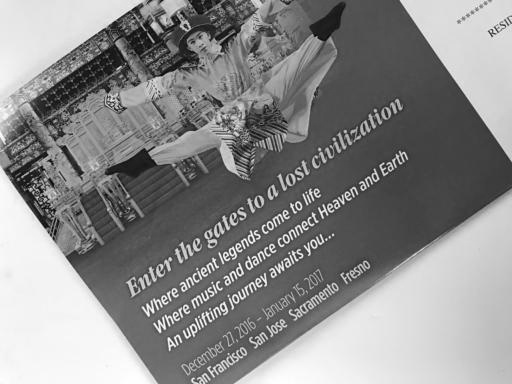 Enter the gates to a lost civilization
Where ancient legends come to life
Where music and dance connect Heaven and Earth
An uplifting journey awaits you...
December 27, 2016 – January 15, 2017
San Francisco San Jose Sacramento Fresno